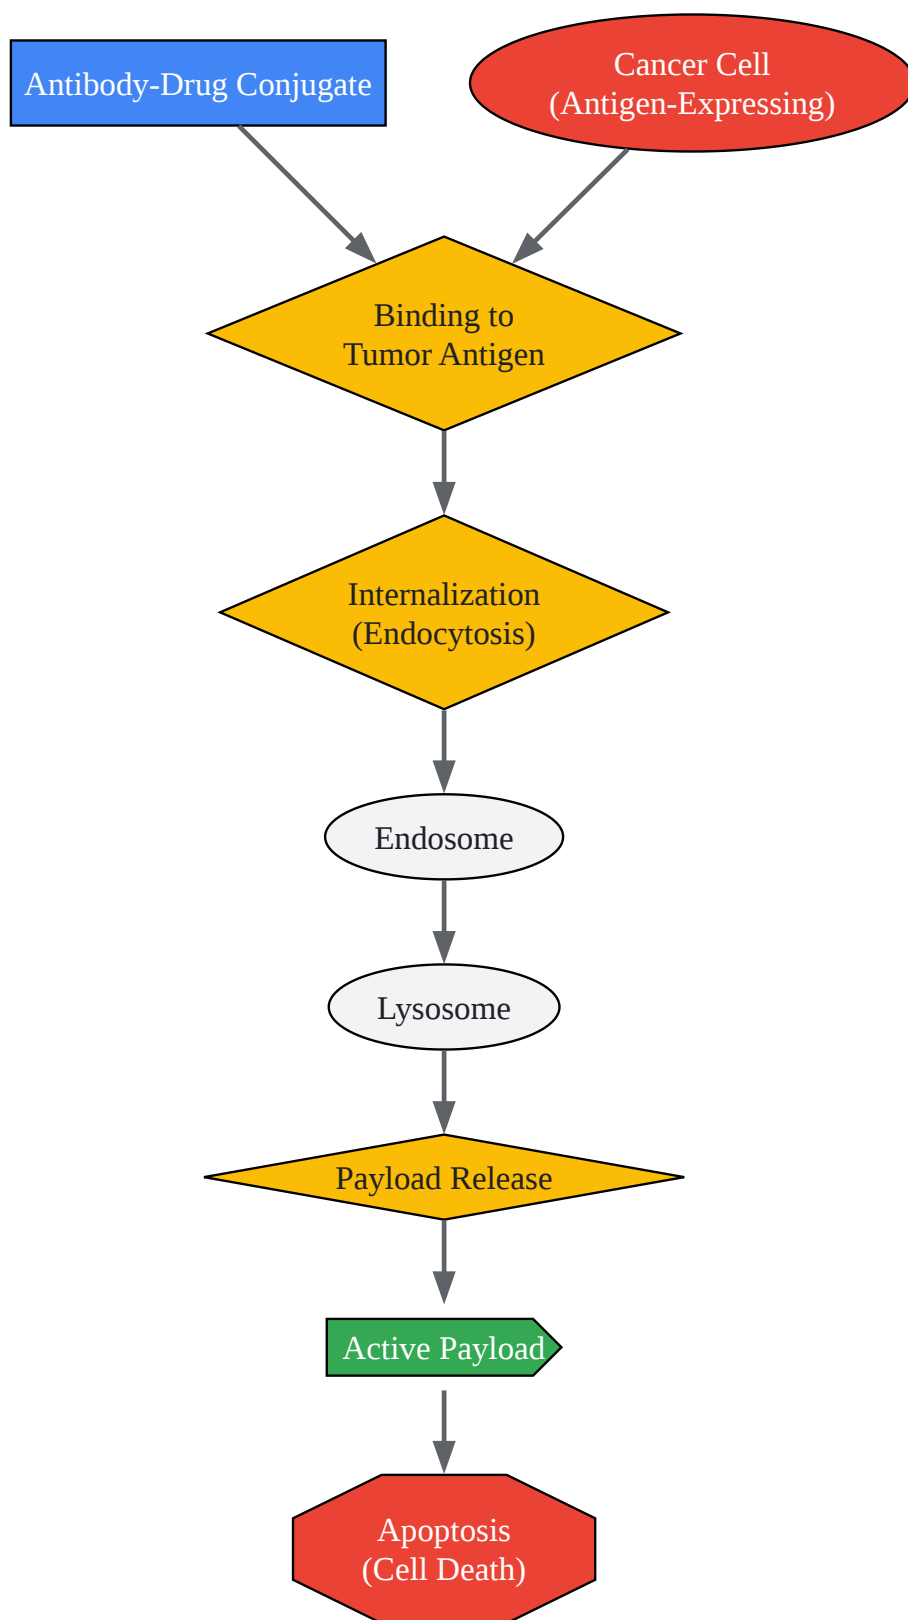 Antibody-Drug Conjugate
Cancer Cell
(Antigen-Expressing)
Binding to
Tumor Antigen
Internalization
(Endocytosis)
Endosome
Lysosome
Payload Release
Active Payload
Apoptosis
(Cell Death)